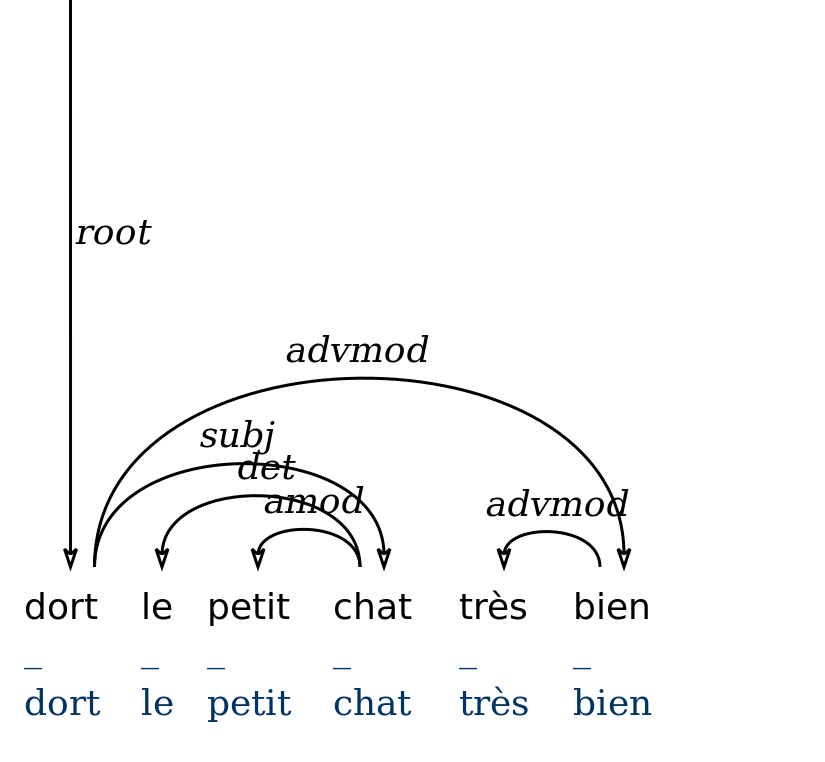 root
advmod
subj
det
amod advmod
dort le petit chat très bien
_ _ _ _ _ _
dort le petit chat très bien